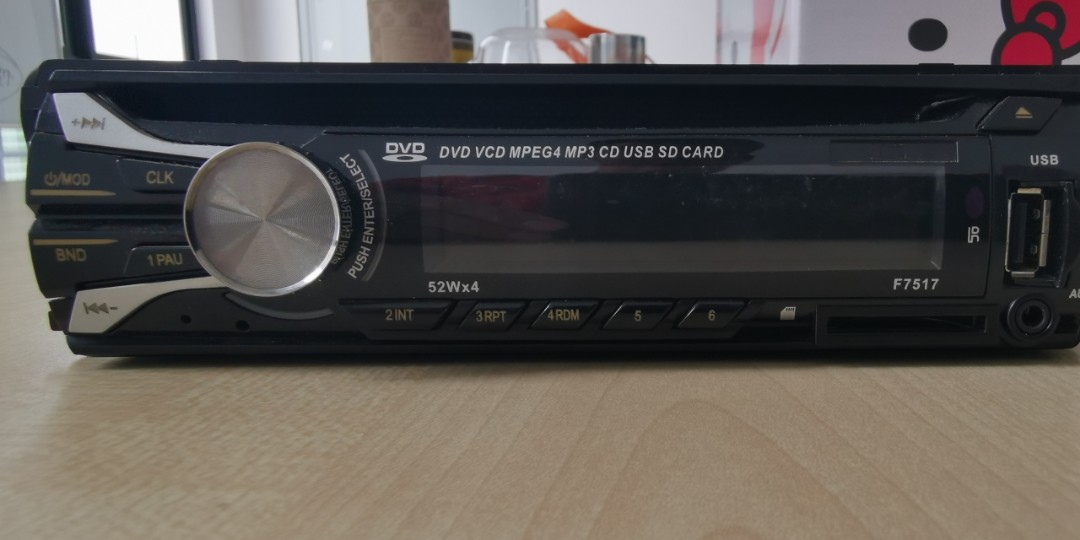 DVD
DVD VCD MPEG4 MP3 CD USB SD CARD
USB
MOD
CLK
PUSH ENTER/SELECT
BND
1 PAU
52Wx4
F7517
2 INT
3 RPT
4 RDM
5
6